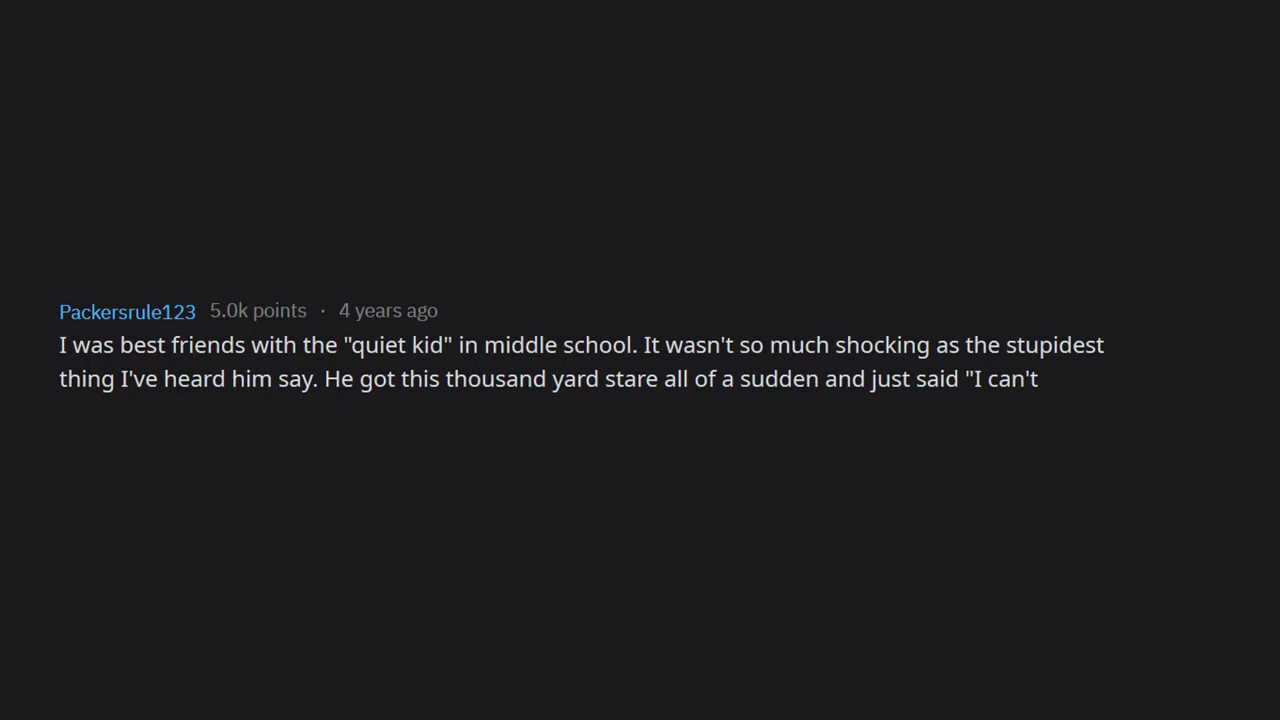 Packersrule123 5.0k points · 4 years ago
I was best friends with the "quiet kid" in middle school. It wasn't so much shocking as the stupidest
thing I've heard him say. He got this thousand yard stare all of a sudden and just said "I can't